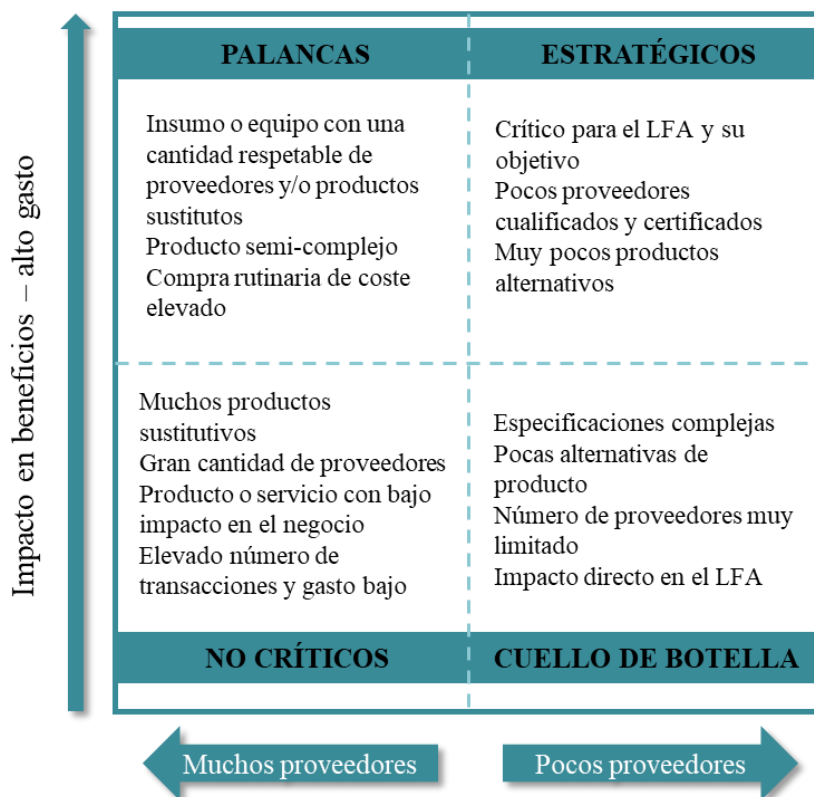 PALANCAS
ESTRATÉGICOS
Impacto en beneficios – alto gasto
Insumo o equipo con una
cantidad respetable de
proveedores y/o productos
sustitutos
Producto semi-complejo
Compra rutinaria de coste
elevado
Crítico para el LFA y su
objetivo
Pocos proveedores
cualificados y certificados
Muy pocos productos
alternativos
Muchos productos
sustitutivos
Gran cantidad de proveedores
Producto o servicio con bajo
impacto en el negocio
Elevado número de
transacciones y gasto bajo
Especificaciones complejas
Pocas alternativas de
producto
Número de proveedores muy
limitado
Impacto directo en el LFA
NO CRÍTICOS
CUELLO DE BOTELLA
Muchos proveedores
Pocos proveedores